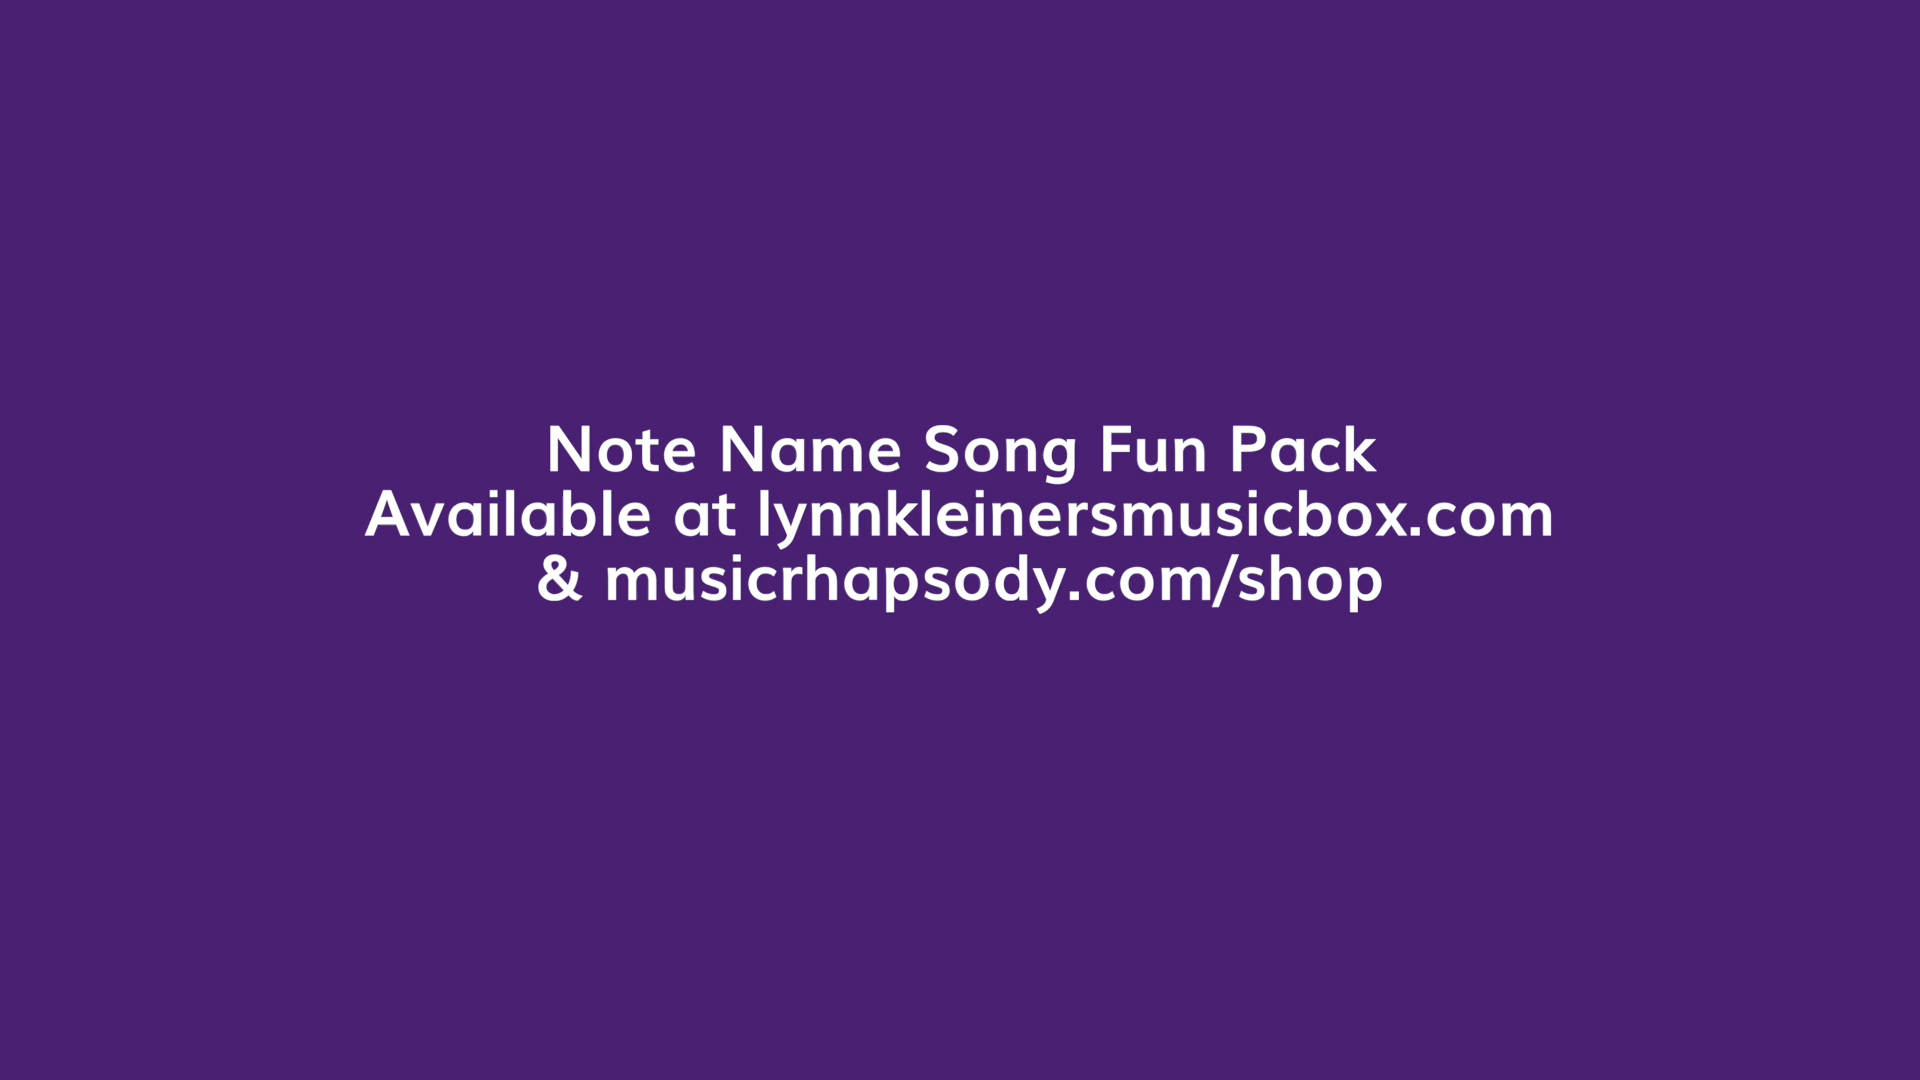 Note Name Song Fun Pack
Available at lynnkleinersmusicbox.com
& musicrhapsody.com/shop